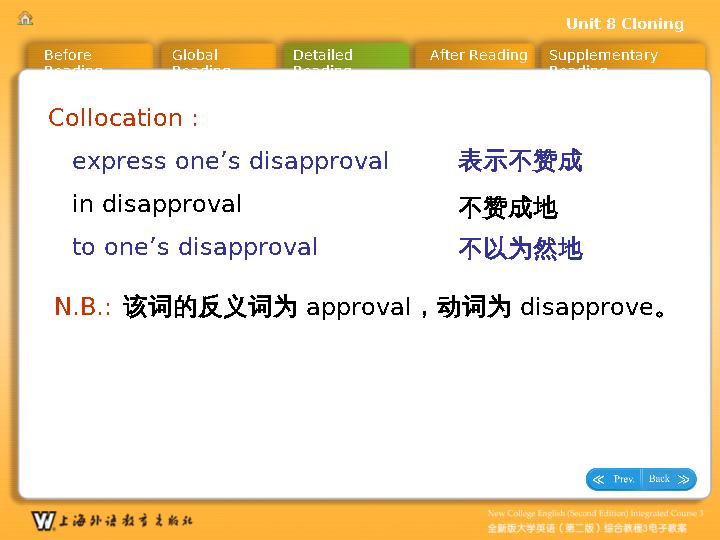 Unit 8 Cloning
Before Reading
Global Reading
Detailed Reading
After Reading
Supplementary Reading
Collocation :
express one’s disapproval 表示不赞成
in disapproval 不赞成地
to one’s disapproval 不以为然地
N.B.: 该词的反义词为 approval，动词为 disapprove。
Prev. Back
W 上海外语教育出版社
New College English (Second Edition) Integrated Course 3
全新版大学英语（第二版）综合教程3电子教案